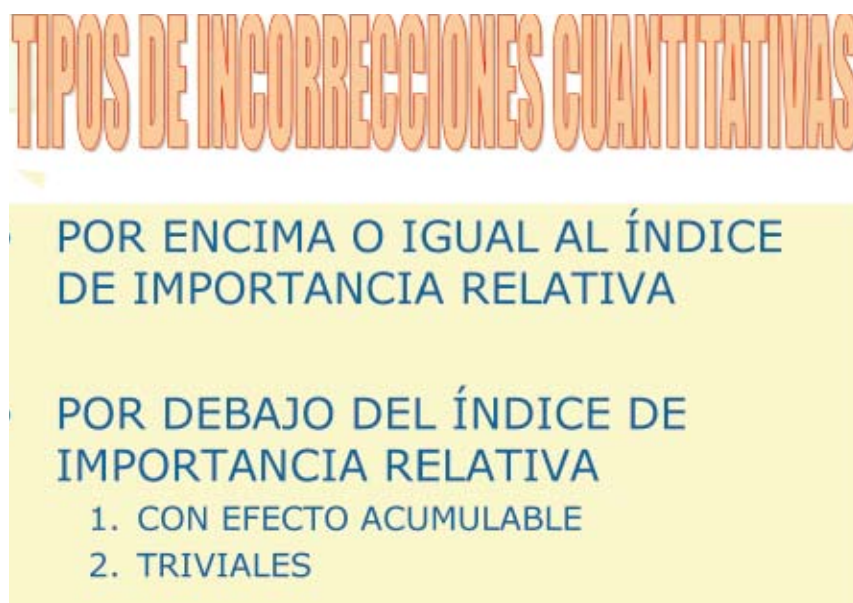 TIPOS DE INCORRECCIONES CUANTITATIVAS
POR ENCIMA O IGUAL AL ÍNDICE
DE IMPORTANCIA RELATIVA
POR DEBAJO DEL ÍNDICE DE
IMPORTANCIA RELATIVA
1. CON EFECTO ACUMULABLE
2. TRIVIALES